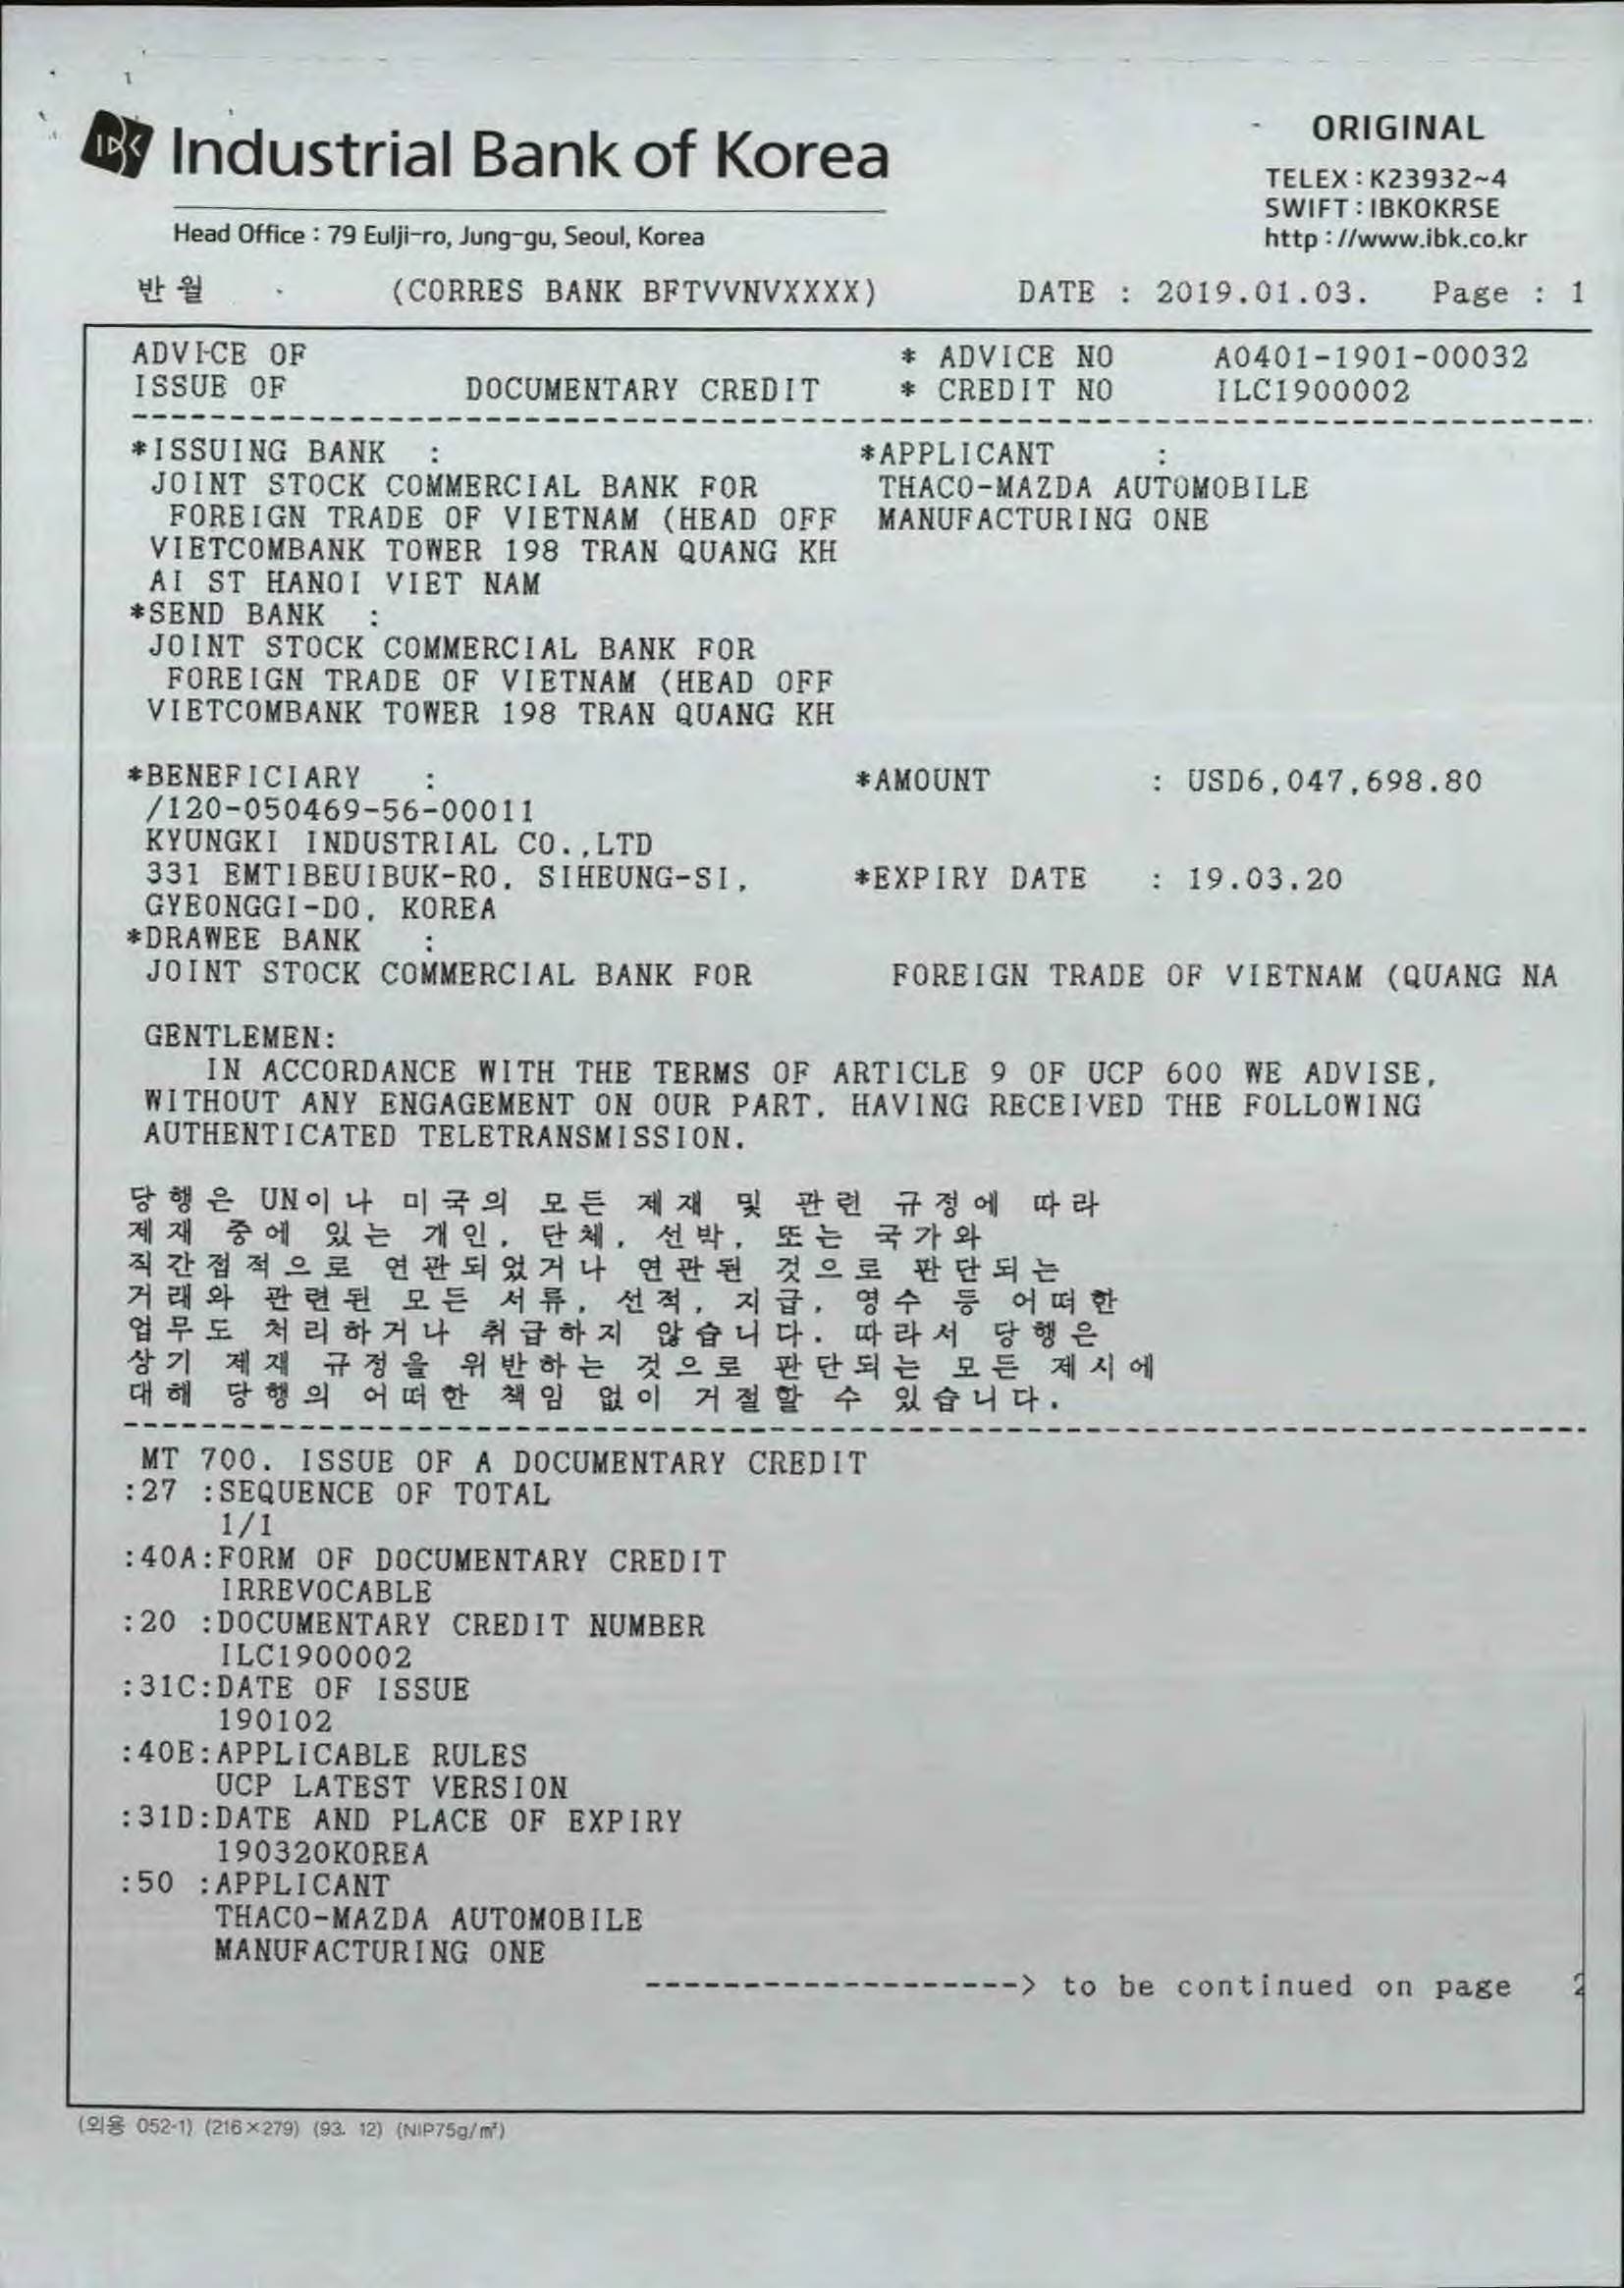 IBK Industrial Bank of Korea
ORIGINAL
TELEX : K23932~4
SWIFT : IBKOKRSE
Head Office : 79 Eulji-ro, Jung-gu, Seoul, Korea
http : //www.ibk.co.kr
반월 (CORRES BANK BFTVVNVXXXX) DATE : 2019.01.03. Page : 1
ADVICE OF * ADVICE NO A0401-1901-00032
ISSUE OF DOCUMENTARY CREDIT * CREDIT NO ILC1900002
*ISSUING BANK : *APPLICANT :
JOINT STOCK COMMERCIAL BANK FOR THACO-MAZDA AUTOMOBILE
FOREIGN TRADE OF VIETNAM (HEAD OFF MANUFACTURING ONE
VIETCOMBANK TOWER 198 TRAN QUANG KH
AI ST HANOI VIET NAM
*SEND BANK :
JOINT STOCK COMMERCIAL BANK FOR
FOREIGN TRADE OF VIETNAM (HEAD OFF
VIETCOMBANK TOWER 198 TRAN QUANG KH
*BENEFICIARY : *AMOUNT : USD6,047,698.80
/120-050469-56-00011
KYUNGKI INDUSTRIAL CO.,LTD
331 EMTIBEUIBUK-RO, SIHEUNG-SI, *EXPIRY DATE : 19.03.20
GYEONGGI-DO, KOREA
*DRAWEE BANK :
JOINT STOCK COMMERCIAL BANK FOR FOREIGN TRADE OF VIETNAM (QUANG NA
GENTLEMEN:
IN ACCORDANCE WITH THE TERMS OF ARTICLE 9 OF UCP 600 WE ADVISE,
WITHOUT ANY ENGAGEMENT ON OUR PART, HAVING RECEIVED THE FOLLOWING
AUTHENTICATED TELETRANSMISSION.
당행은 UN이나 미국의 모든 제재 및 관련 규정에 따라
제재 중에 있는 개인, 단체, 선박, 또는 국가와
직간접적으로 연관되었거나 연관된 것으로 판단되는
거래와 관련된 모든 서류, 선적, 지급, 영수 등 어떠한
업무도 처리하거나 취급하지 않습니다. 따라서 당행은
상기 제재 규정을 위반하는 것으로 판단되는 모든 제시에
대해 당행의 어떠한 책임 없이 거절할 수 있습니다.
MT 700. ISSUE OF A DOCUMENTARY CREDIT
:27 :SEQUENCE OF TOTAL
1/1
:40A:FORM OF DOCUMENTARY CREDIT
IRREVOCABLE
:20 :DOCUMENTARY CREDIT NUMBER
ILC1900002
:31C:DATE OF ISSUE
190102
:40E:APPLICABLE RULES
UCP LATEST VERSION
:31D:DATE AND PLACE OF EXPIRY
190320KOREA
:50 :APPLICANT
THACO-MAZDA AUTOMOBILE
MANUFACTURING ONE
-------------------> to be continued on page 2
(외용 052-1) (216×279) (93. 12) (NIP75g/㎡)